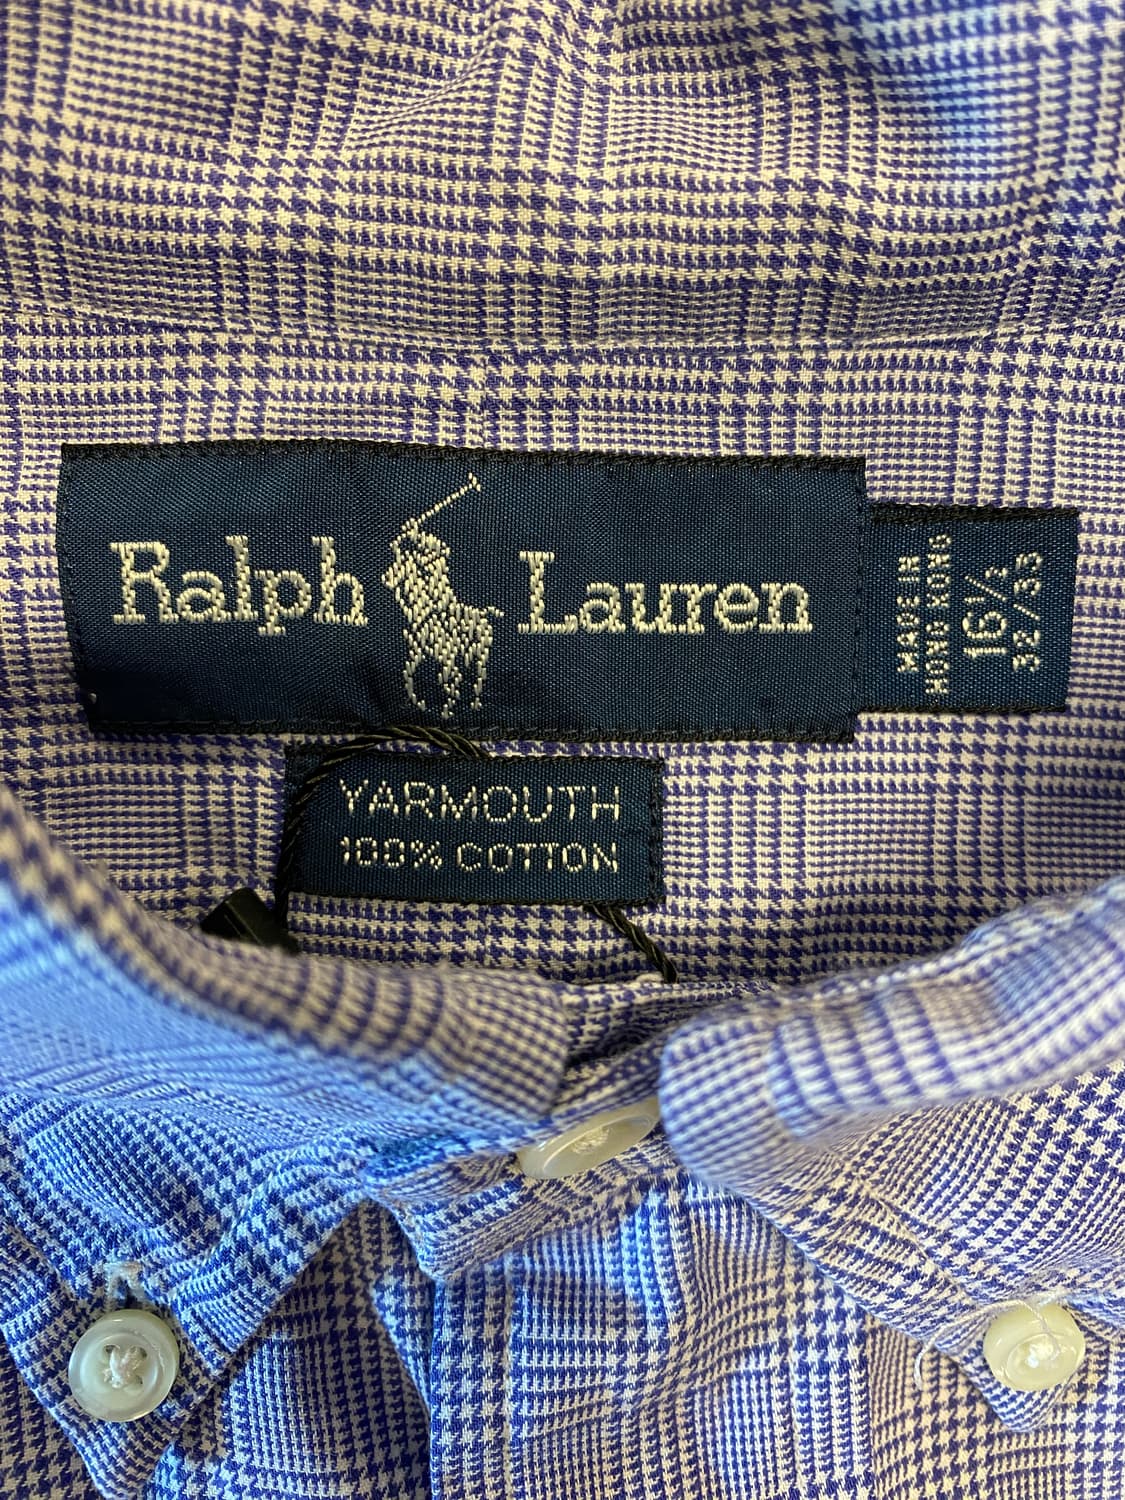 Ralph Lauren
MADE IN
HONG KONG
16½
32/33
YARMOUTH
100% COTTON